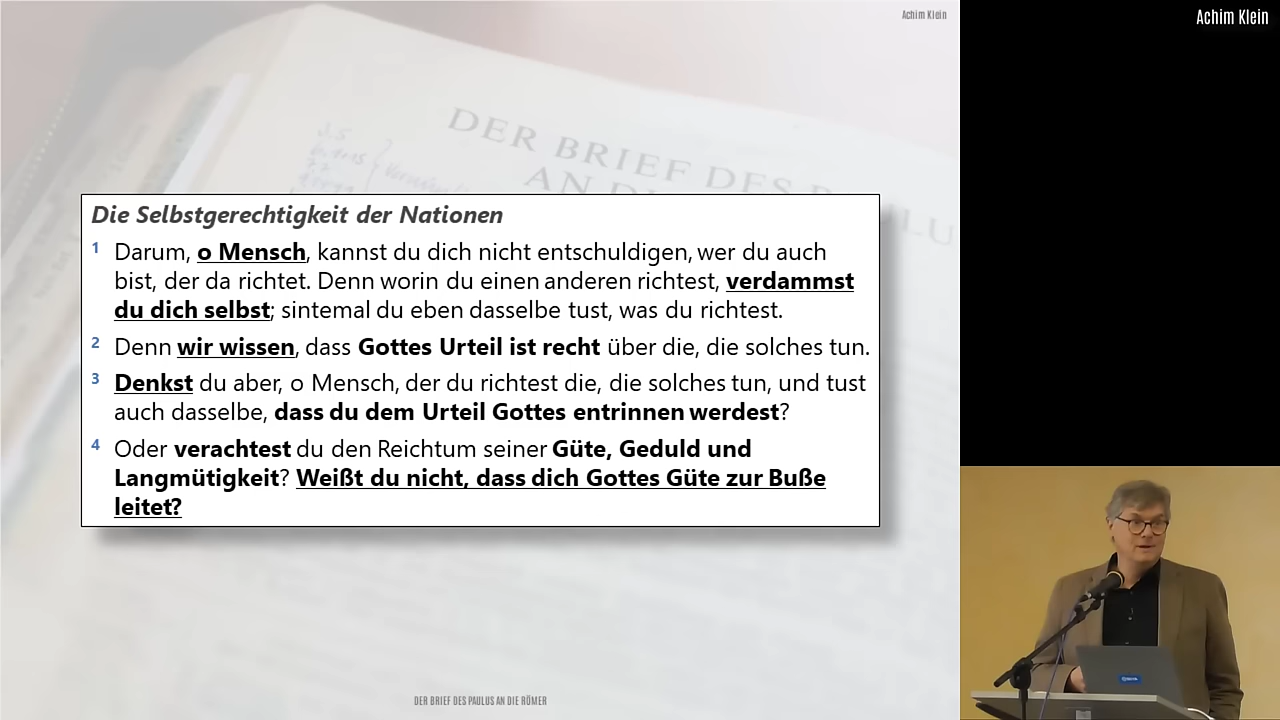 Achim Klein
Achim Klein
DER BRIEF DES P
AN DI
LU
Die Selbstgerechtigkeit der Nationen
1 Darum, o Mensch, kannst du dich nicht entschuldigen, wer du auch
bist, der da richtet. Denn worin du einen anderen richtest, verdammst
du dich selbst; sintemal du eben dasselbe tust, was du richtest.
2 Denn wir wissen, dass Gottes Urteil ist recht über die, die solches tun.
3 Denkst du aber, o Mensch, der du richtest die, die solches tun, und tust
auch dasselbe, dass du dem Urteil Gottes entrinnen werdest?
4 Oder verachtest du den Reichtum seiner Güte, Geduld und
Langmütigkeit? Weißt du nicht, dass dich Gottes Güte zur Buße
leitet?
DER BRIEF DES PAULUS AN DIE RÖMER